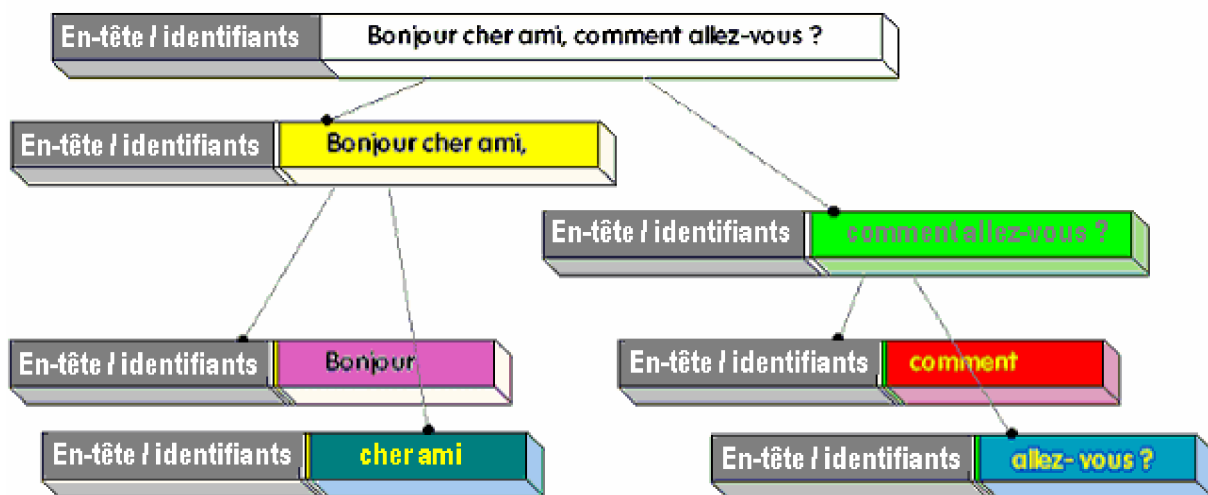 En-tête / identifiants Bonjour cher ami, comment allez-vous ?
En-tête / identifiants Bonjour cher ami,
En-tête / identifiants comment allez-vous ?
En-tête / identifiants Bonjour
En-tête / identifiants comment
En-tête / identifiants cher ami
En-tête / identifiants allez- vous ?